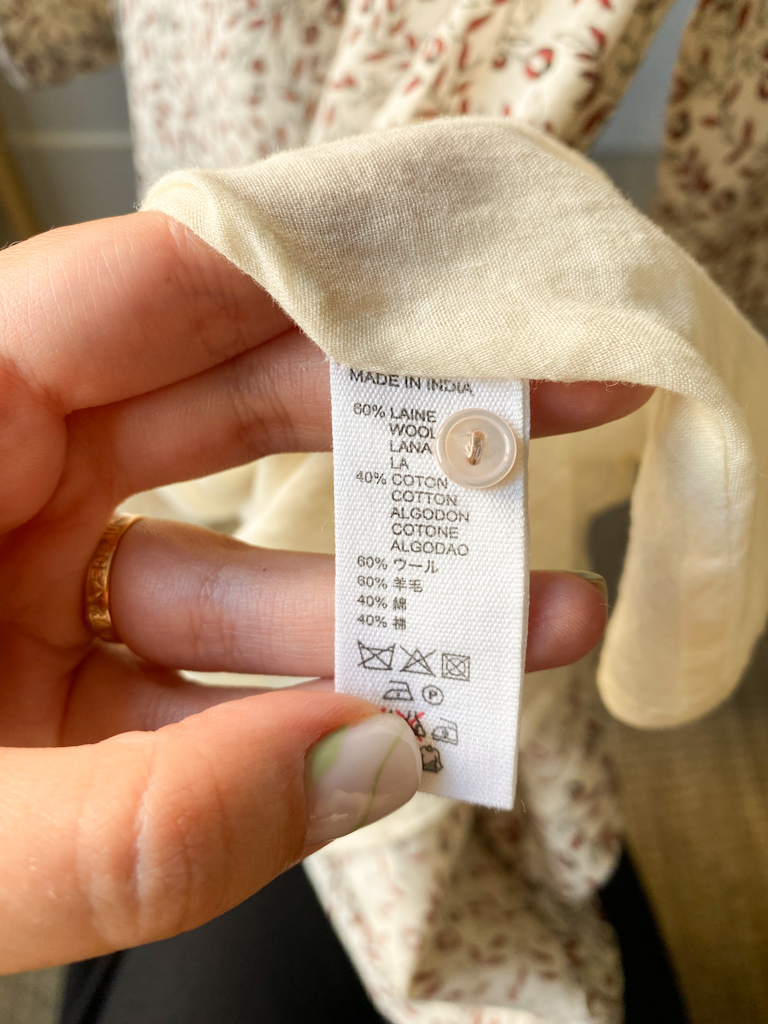 MADE IN INDIA
60% LAINE
WOOL
LANA
LA
40% COTON
COTTON
ALGODON
COTONE
ALGODAO
60% ウール
60% 羊毛
40% 綿
40% 棉
P